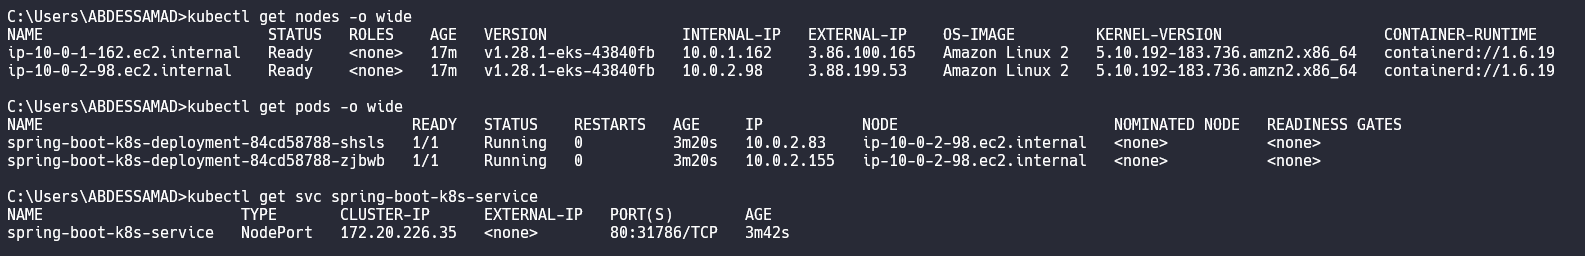 C:\Users\ABDESSAMAD>kubectl get nodes -o wide
NAME                         STATUS   ROLES    AGE   VERSION               INTERNAL-IP   EXTERNAL-IP    OS-IMAGE         KERNEL-VERSION                  CONTAINER-RUNTIME
ip-10-0-1-162.ec2.internal   Ready    <none>   17m   v1.28.1-eks-43840fb   10.0.1.162    3.86.100.165   Amazon Linux 2   5.10.192-183.736.amzn2.x86_64   containerd://1.6.19
ip-10-0-2-98.ec2.internal    Ready    <none>   17m   v1.28.1-eks-43840fb   10.0.2.98     3.88.199.53    Amazon Linux 2   5.10.192-183.736.amzn2.x86_64   containerd://1.6.19
C:\Users\ABDESSAMAD>kubectl get pods -o wide
NAME                                         READY   STATUS    RESTARTS   AGE     IP           NODE                        NOMINATED NODE   READINESS GATES
spring-boot-k8s-deployment-84cd58788-shsls   1/1     Running   0          3m20s   10.0.2.83    ip-10-0-2-98.ec2.internal   <none>           <none>
spring-boot-k8s-deployment-84cd58788-zjbwb   1/1     Running   0          3m20s   10.0.2.155   ip-10-0-2-98.ec2.internal   <none>           <none>
C:\Users\ABDESSAMAD>kubectl get svc spring-boot-k8s-service
NAME                      TYPE       CLUSTER-IP      EXTERNAL-IP   PORT(S)        AGE
spring-boot-k8s-service   NodePort   172.20.226.35   <none>        80:31786/TCP   3m42s